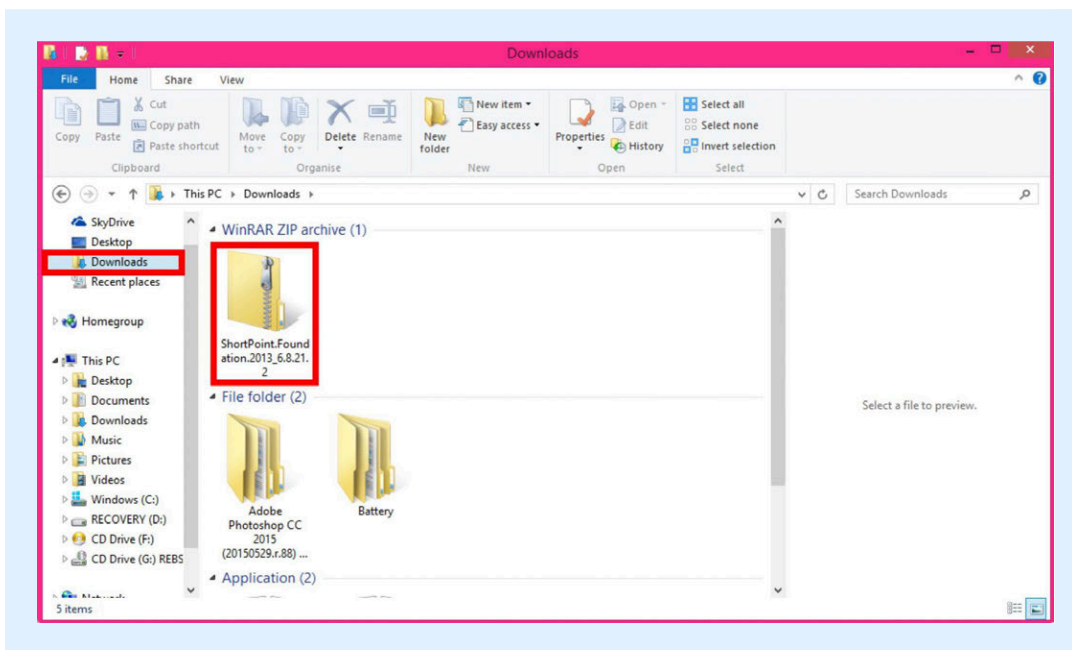 Downloads
File Home Share View
Copy
Paste
Cut
Copy path
Paste shortcut
Clipboard
Move
to
Copy
to
Delete
Rename
Organise
New
folder
New item
Easy access
New
Properties
Open
Edit
History
Open
Select all
Select none
Invert selection
Select
This PC Downloads
Search Downloads
SkyDrive
Desktop
Downloads
Recent places
Homegroup
This PC
Desktop
Documents
Downloads
Music
Pictures
Videos
Windows (C:)
RECOVERY (D:)
CD Drive (F:)
CD Drive (G:) REBS
Network
WinRAR ZIP archive (1)
ShortPoint.Found
ation.2013_6.8.21.
2
File folder (2)
Adobe
Photoshop CC
2015
(20150529.r.88) ...
Battery
Application (2)
Select a file to preview.
5 items